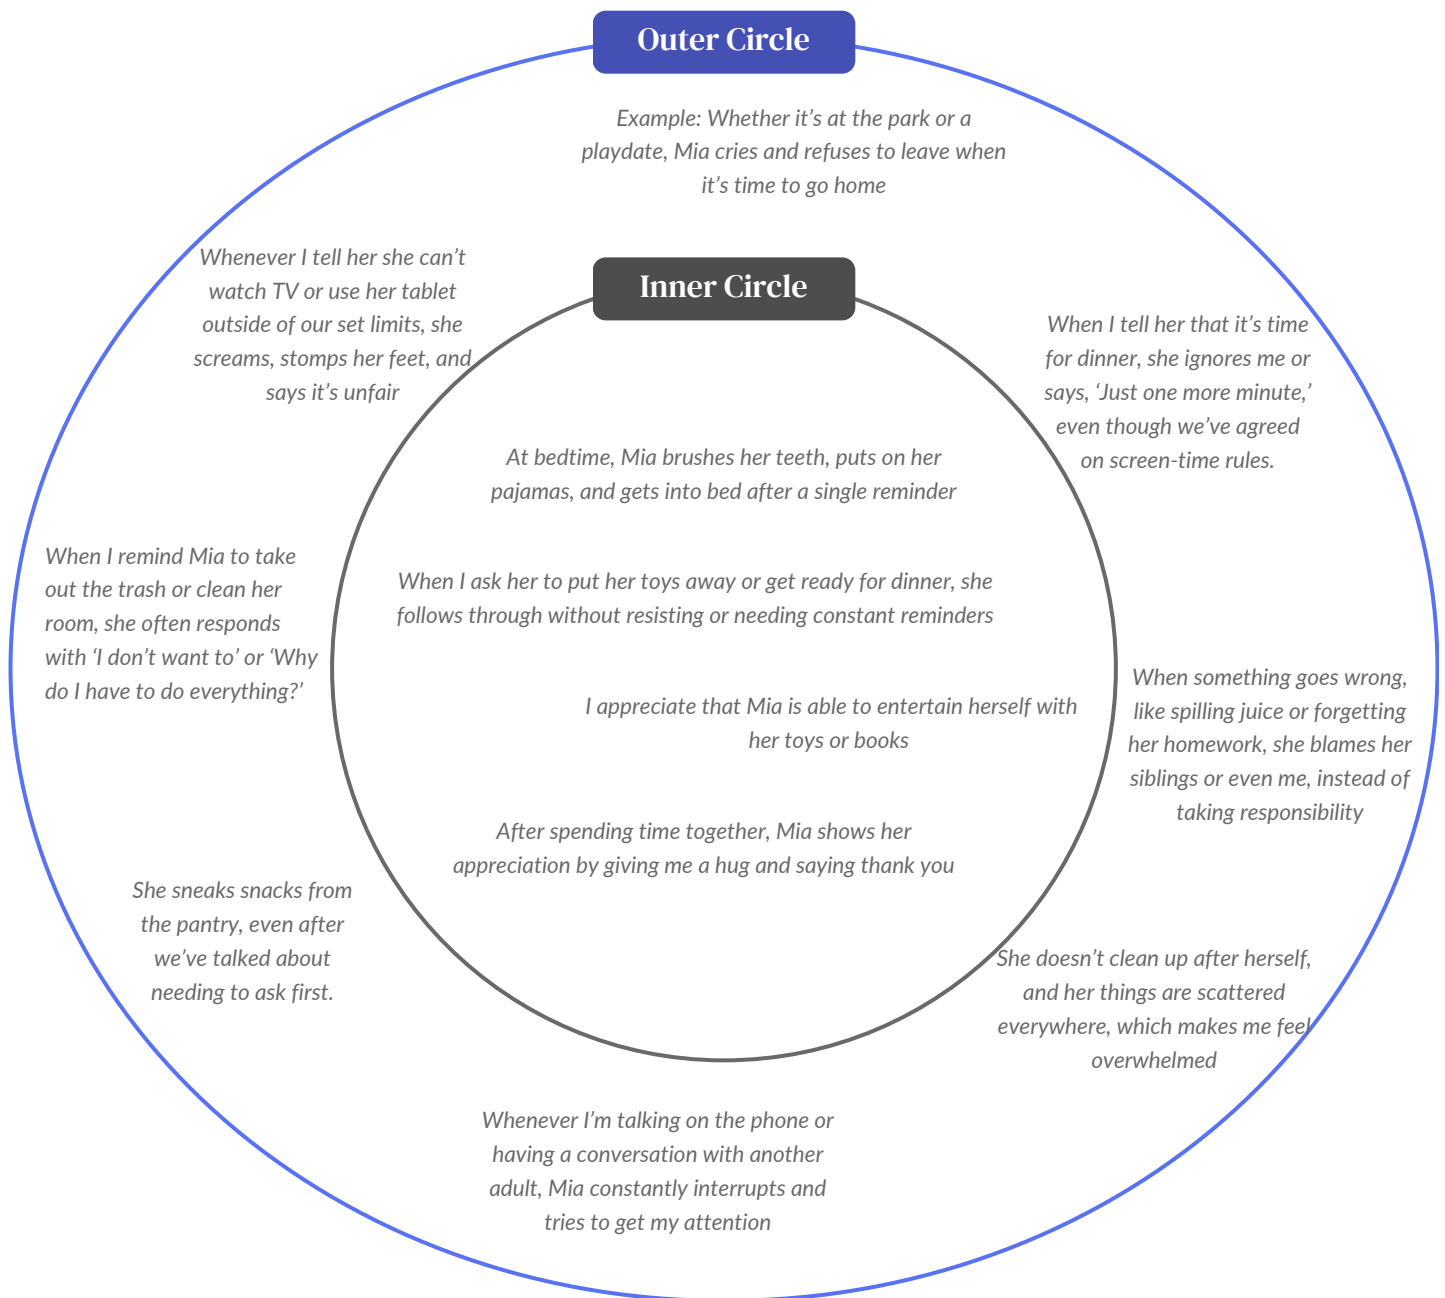 Outer Circle
Example: Whether it’s at the park or a
playdate, Mia cries and refuses to leave when
it’s time to go home
Whenever I tell her she can’t
watch TV or use her tablet
outside of our set limits, she
screams, stomps her feet, and
says it’s unfair
Inner Circle
When I tell her that it’s time
for dinner, she ignores me or
says, ‘Just one more minute,’
even though we’ve agreed
on screen-time rules.
At bedtime, Mia brushes her teeth, puts on her
pajamas, and gets into bed after a single reminder
When I remind Mia to take
out the trash or clean her
room, she often responds
with ‘I don’t want to’ or ‘Why
do I have to do everything?’
When I ask her to put her toys away or get ready for dinner, she
follows through without resisting or needing constant reminders
I appreciate that Mia is able to entertain herself with
her toys or books
When something goes wrong,
like spilling juice or forgetting
her homework, she blames her
siblings or even me, instead of
taking responsibility
After spending time together, Mia shows her
appreciation by giving me a hug and saying thank you
She sneaks snacks from
the pantry, even after
we’ve talked about
needing to ask first.
She doesn’t clean up after herself,
and her things are scattered
everywhere, which makes me feel
overwhelmed
Whenever I’m talking on the phone or
having a conversation with another
adult, Mia constantly interrupts and
tries to get my attention